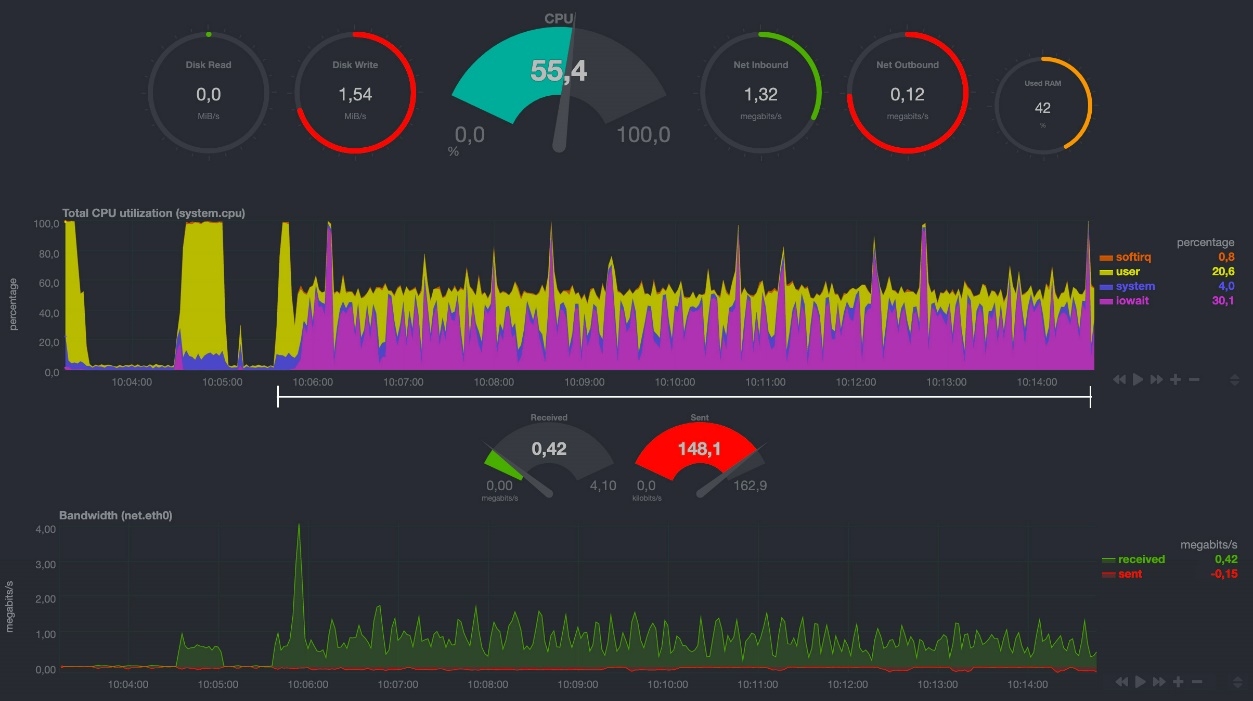 CPU
Disk Read
0,0
MiB/s
Disk Write
1,54
MiB/s
55,4
0,0
100,0
%
Net Inbound
1,32
megabits/s
Net Outbound
0,12
megabits/s
Used RAM
42
%
Total CPU utilization (system.cpu)
percentage
100,0
80,0
60,0
40,0
20,0
0,0
10:04:00 10:05:00 10:06:00 10:07:00 10:08:00 10:09:00 10:10:00 10:11:00 10:12:00 10:13:00 10:14:00
percentage
softirq 0,8
user 20,6
system 4,0
iowait 30,1
Received
0,42
0,00 4,10
megabits/s
Sent
148,1
0,0 162,9
kilobits/s
Bandwidth (net.eth0)
megabits/s
4,00
3,00
2,00
1,00
0,00
10:04:00 10:05:00 10:06:00 10:07:00 10:08:00 10:09:00 10:10:00 10:11:00 10:12:00 10:13:00 10:14:00
megabits/s
received 0,42
sent -0,15